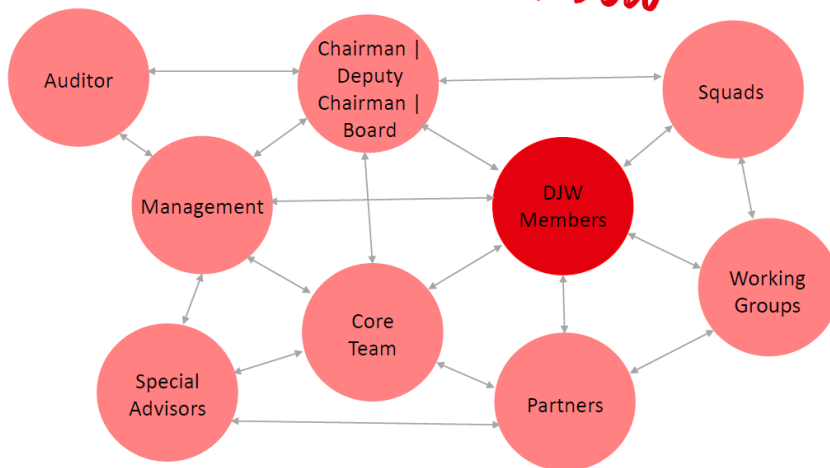 Auditor
Chairman |
Deputy
Chairman |
Board
Squads
Management
DJW
Members
Working
Groups
Core
Team
Special
Advisors
Partners